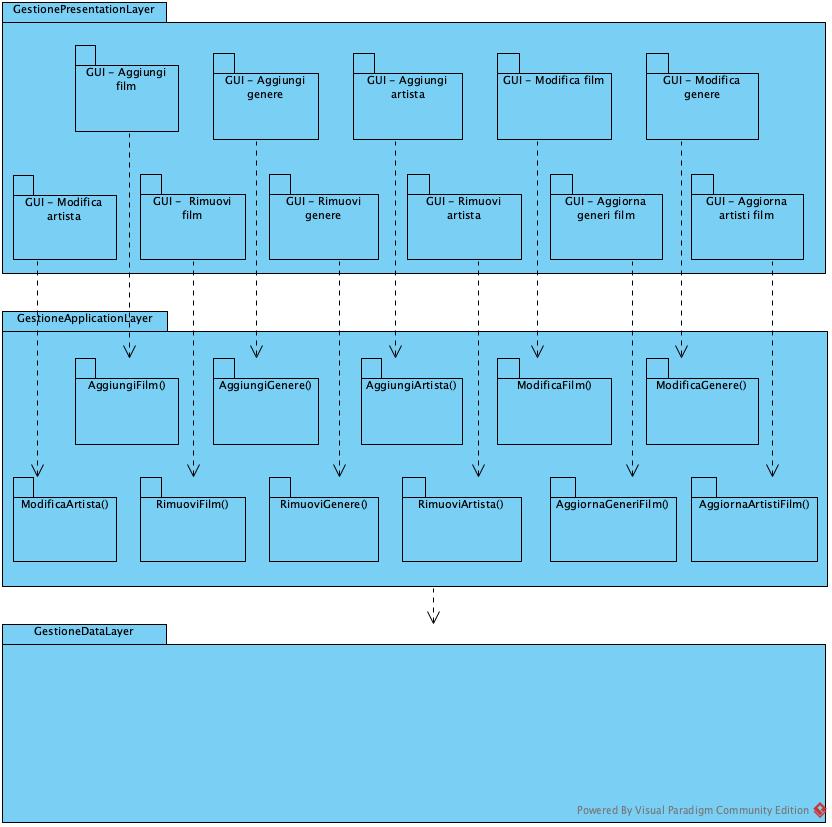 GestionePresentationLayer
GUI - Aggiungi
film
GUI - Aggiungi
genere
GUI - Aggiungi
artista
GUI - Modifica film
GUI - Modifica
genere
GUI - Modifica
artista
GUI - Rimuovi
film
GUI - Rimuovi
genere
GUI - Rimuovi
artista
GUI - Aggiorna
generi film
GUI - Aggiorna
artisti film
GestioneApplicationLayer
AggiungiFilm()
AggiungiGenere()
AggiungiArtista()
ModificaFilm()
ModificaGenere()
ModificaArtista()
RimuoviFilm()
RimuoviGenere()
RimuoviArtista()
AggiornaGeneriFilm()
AggiornaArtistiFilm()
GestioneDataLayer
Powered By Visual Paradigm Community Edition